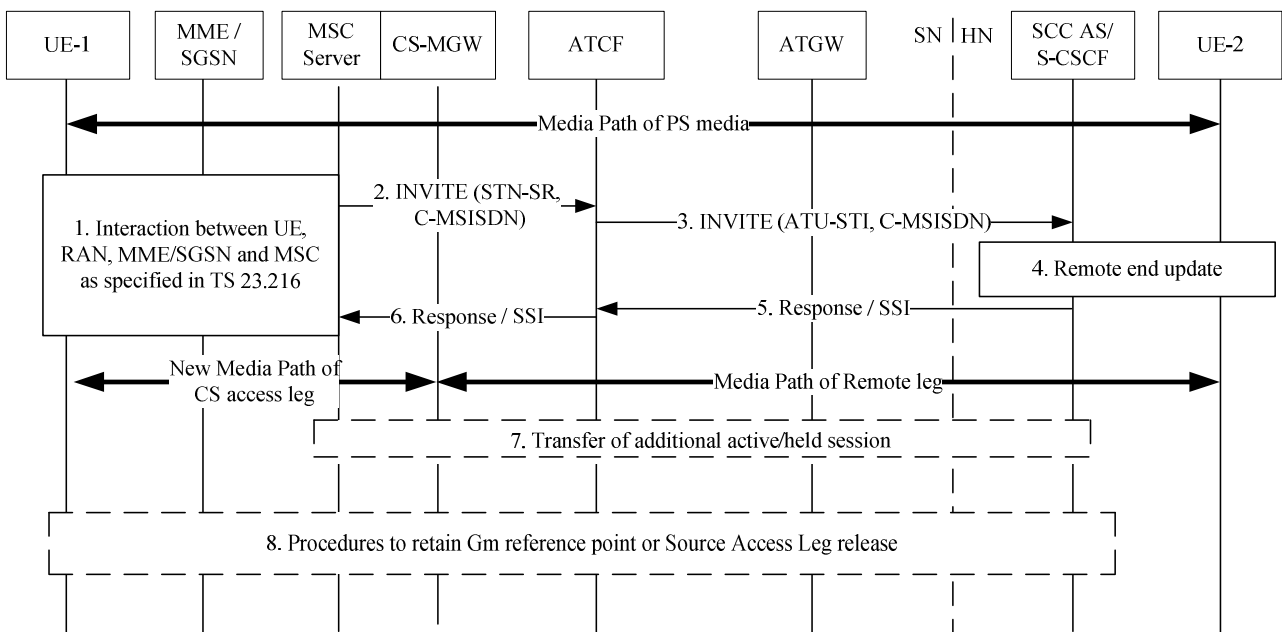 UE-1
MME /
SGSN
MSC
Server
CS-MGW
ATCF
ATGW
SN
HN
SCC AS/
S-CSCF
UE-2
Media Path of PS media
1. Interaction between UE,
RAN, MME/SGSN and MSC
as specified in TS 23.216
2. INVITE (STN-SR,
C-MSISDN)
3. INVITE (ATU-STI, C-MSISDN)
4. Remote end update
5. Response / SSI
6. Response / SSI
New Media Path of
CS access leg
Media Path of Remote leg
7. Transfer of additional active/held session
8. Procedures to retain Gm reference point or Source Access Leg release